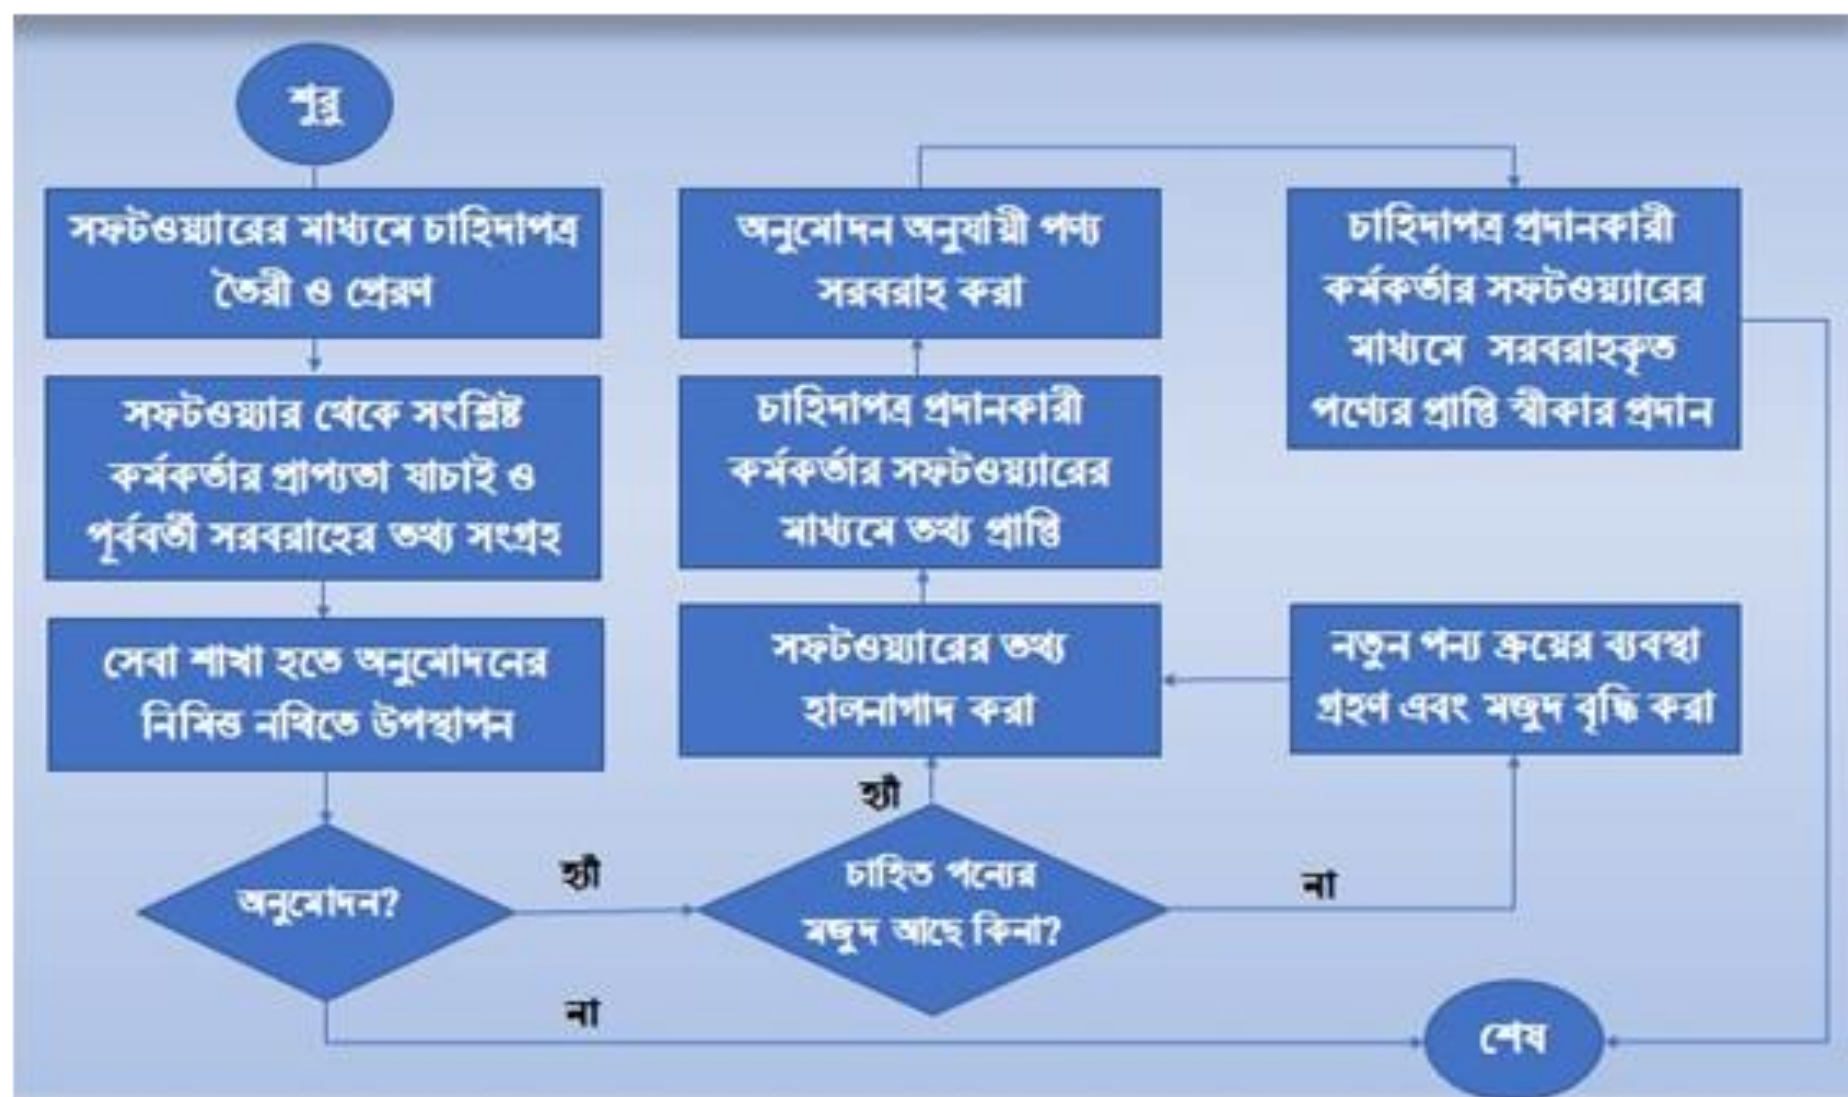 শুরু
সফটওয়্যারের মাধ্যমে চাহিদাপত্র
তৈরী ও প্রেরণ
সফটওয়্যার থেকে সংশ্লিষ্ট
কর্মকর্তার প্রাপ্যতা যাচাই ও
পূর্ববর্তী সরবরাহের তথ্য সংগ্রহ
সেবা শাখা হতে অনুমোদনের
নিমিত্ত নথিতে উপস্থাপন
অনুমোদন?
হ্যাঁ
না
চাহিত পন্যের
মজুদ আছে কিনা?
হ্যাঁ
না
নতুন পন্য ক্রয়ের ব্যবস্থা
গ্রহণ এবং মজুদ বৃদ্ধি করা
সফটওয়্যারের তথ্য
হালনাগাদ করা
চাহিদাপত্র প্রদানকারী
কর্মকর্তার সফটওয়্যারের
মাধ্যমে তথ্য প্রাপ্তি
অনুমোদন অনুযায়ী পণ্য
সরবরাহ করা
চাহিদাপত্র প্রদানকারী
কর্মকর্তার সফটওয়্যারের
মাধ্যমে সরবরাহকৃত
পণ্যের প্রাপ্তি স্বীকার প্রদান
শেষ